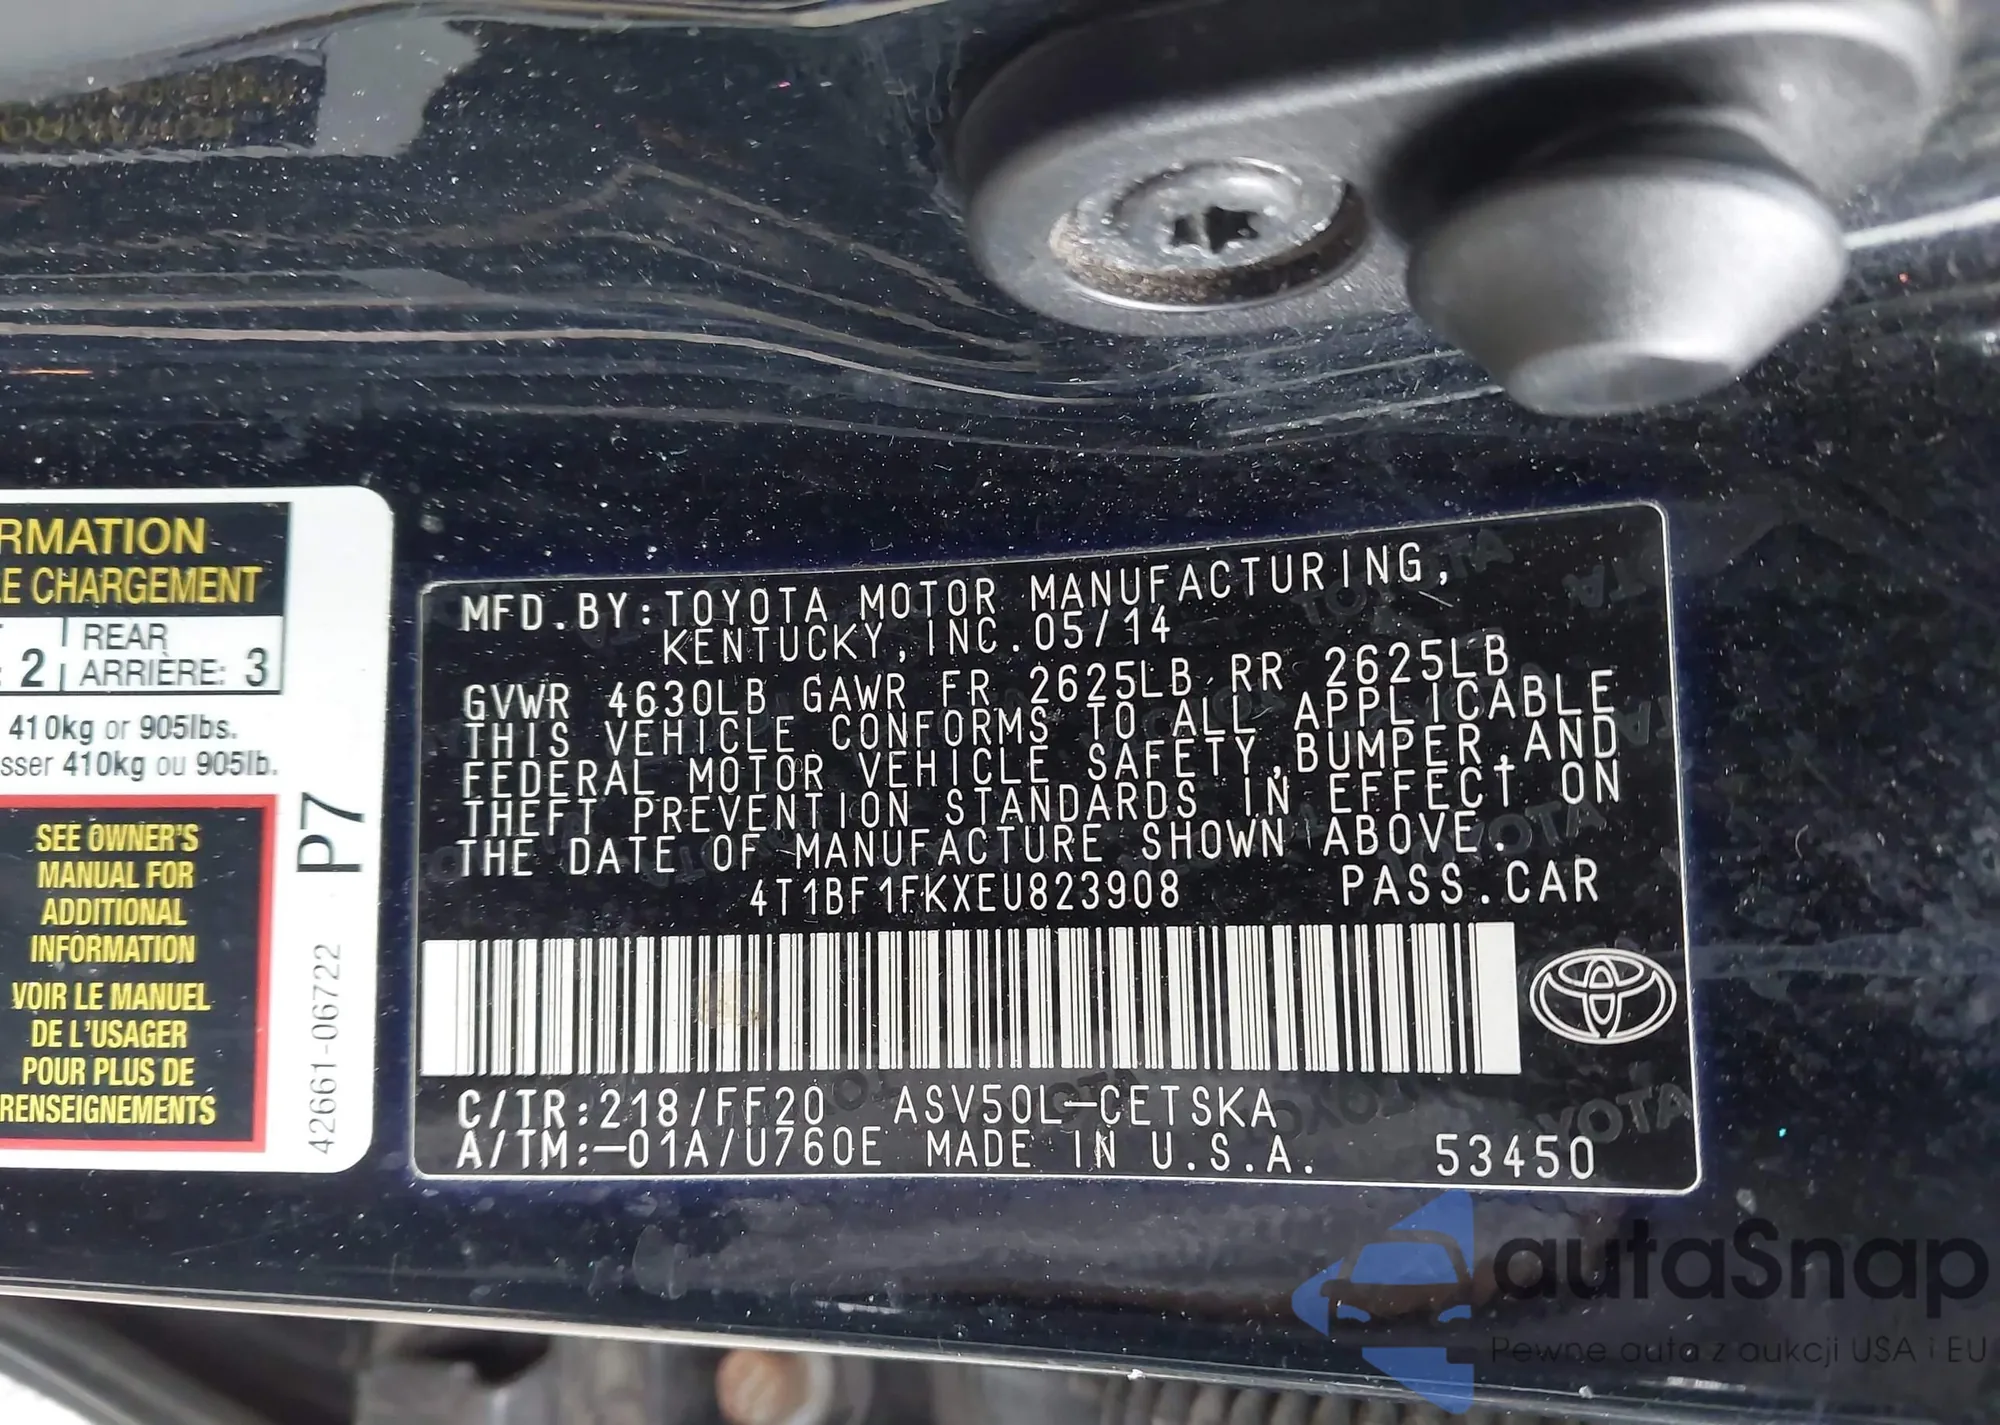 RMATION
E CHARGEMENT
2 REAR
ARRIÈRE: 3
410kg or 905lbs.
sser 410kg ou 905lb.
SEE OWNER'S
MANUAL FOR
ADDITIONAL
INFORMATION
VOIR LE MANUEL
DE L'USAGER
POUR PLUS DE
RENSEIGNEMENTS
P7
42661-06722
MFD.BY:TOYOTA MOTOR MANUFACTURING,
KENTUCKY,INC.05/14
GVWR 4630LB GAWR FR 2625LB RR 2625LB
THIS VEHICLE CONFORMS TO ALL APPLICABLE
FEDERAL MOTOR VEHICLE SAFETY,BUMPER,AND
THEFT PREVENTION STANDARDS IN EFFECT ON
THE DATE OF MANUFACTURE SHOWN ABOVE.
4T1BF1FKXEU823908 PASS.CAR
C/TR:218/FF20 ASV50L-CETSKA
A/TM:-01A/U760E MADE IN U.S.A. 53450
autaSnap
Pewne auta z aukcji USA i EU